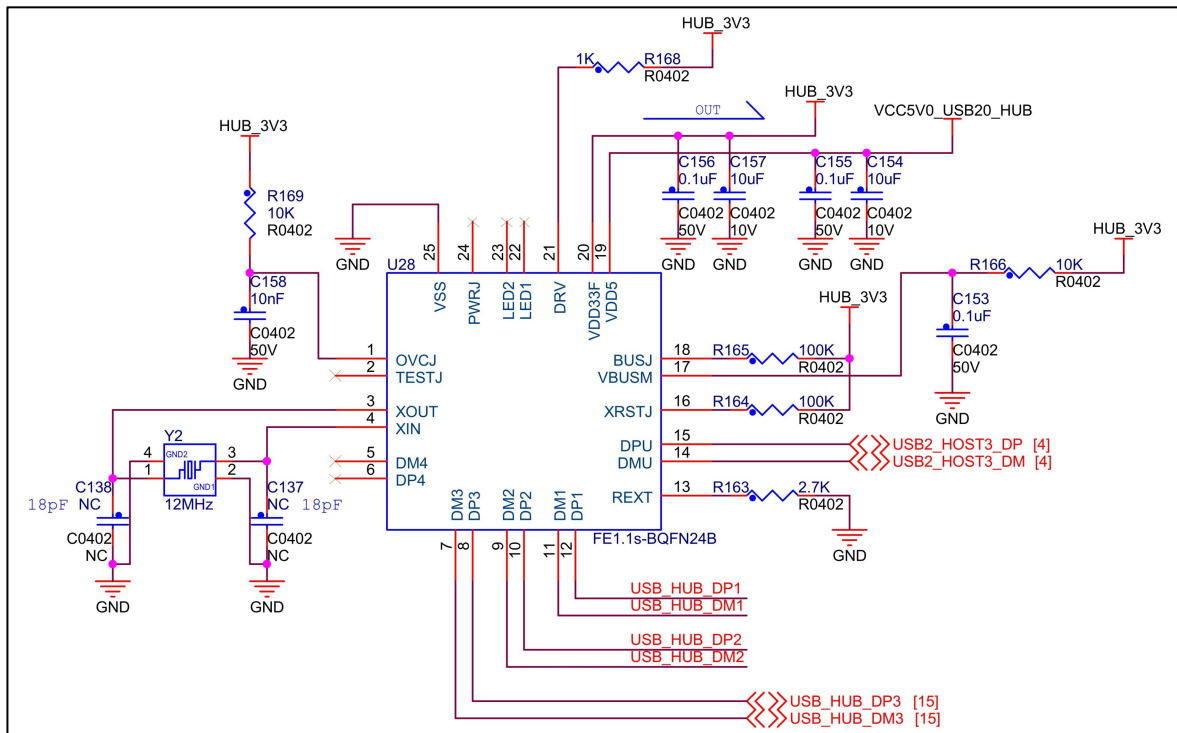 HUB_3V3
1K R168
R0402
OUT
HUB_3V3
VCC5V0_USB20_HUB
HUB_3V3
R169
10K
R0402
C156
0.1uF
C0402
50V
GND
C157
10uF
C0402
10V
GND
C155
0.1uF
C0402
50V
GND
C154
10uF
C0402
10V
GND
HUB_3V3
R166 10K
R0402
C153
0.1uF
C0402
50V
GND
C158
10nF
C0402
50V
GND
GND
25
24
23
22
21
20
19
U28
VSS
PWRJ
LED2
LED1
DRV
VDD33F
VDD5
HUB_3V3
1 OVCJ
2 TESTJ
3 XOUT
4 XIN
5 DM4
6 DP4
BUSJ 18 R165 100K
R0402
VBUSM 17
XRSTJ 16 R164 100K
R0402
DPU 15 USB2_HOST3_DP [4]
DMU 14 USB2_HOST3_DM [4]
REXT 13 R163 2.7K
R0402
GND
Y2
4 GND2 3
1 GND1 2
12MHz
18pF C138
NC
C0402
NC
GND
C137 18pF
NC
C0402
NC
GND
DM3
DP3
DM2
DP2
DM1
DP1
7
8
9
10
11
12
FE1.1s-BQFN24B
USB_HUB_DP1
USB_HUB_DM1
USB_HUB_DP2
USB_HUB_DM2
USB_HUB_DP3 [15]
USB_HUB_DM3 [15]